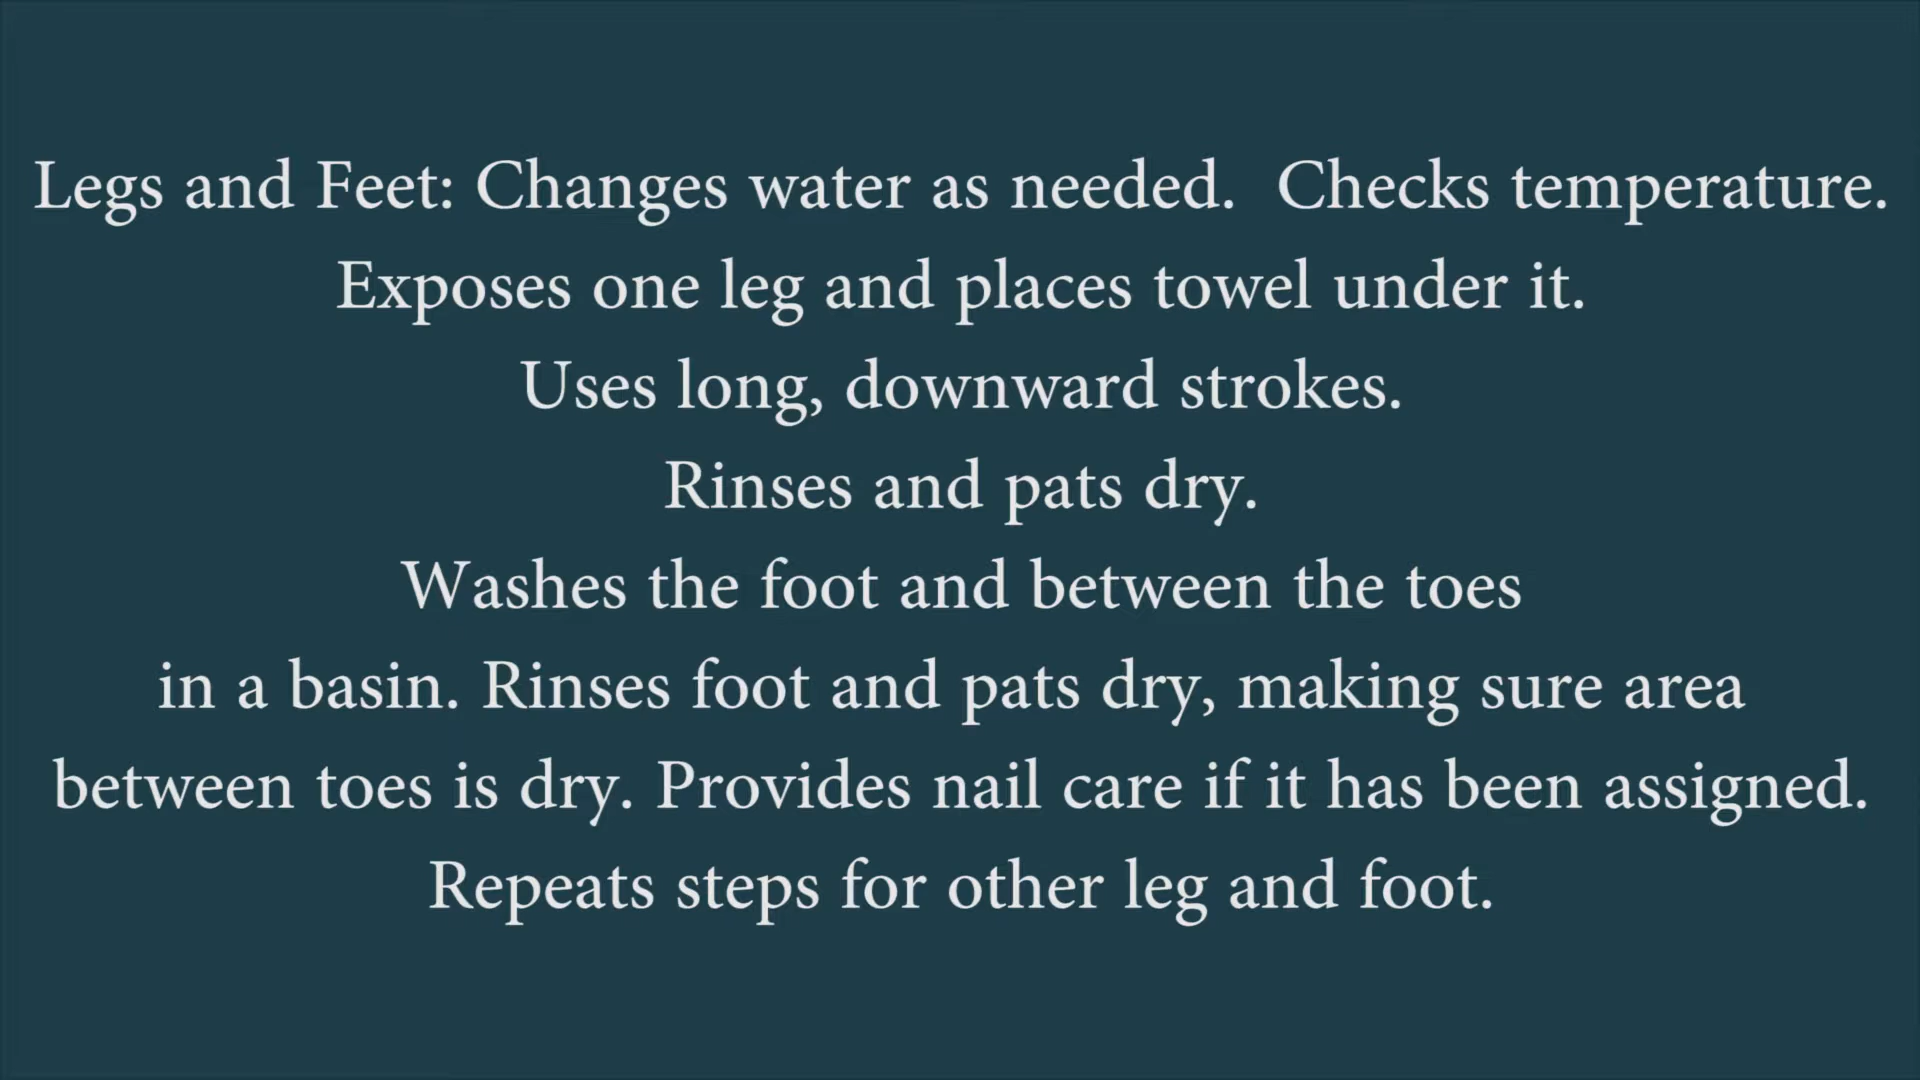 Legs and Feet: Changes water as needed.  Checks temperature.
Exposes one leg and places towel under it.
Uses long, downward strokes.
Rinses and pats dry.
Washes the foot and between the toes
in a basin. Rinses foot and pats dry, making sure area
between toes is dry. Provides nail care if it has been assigned.
Repeats steps for other leg and foot.